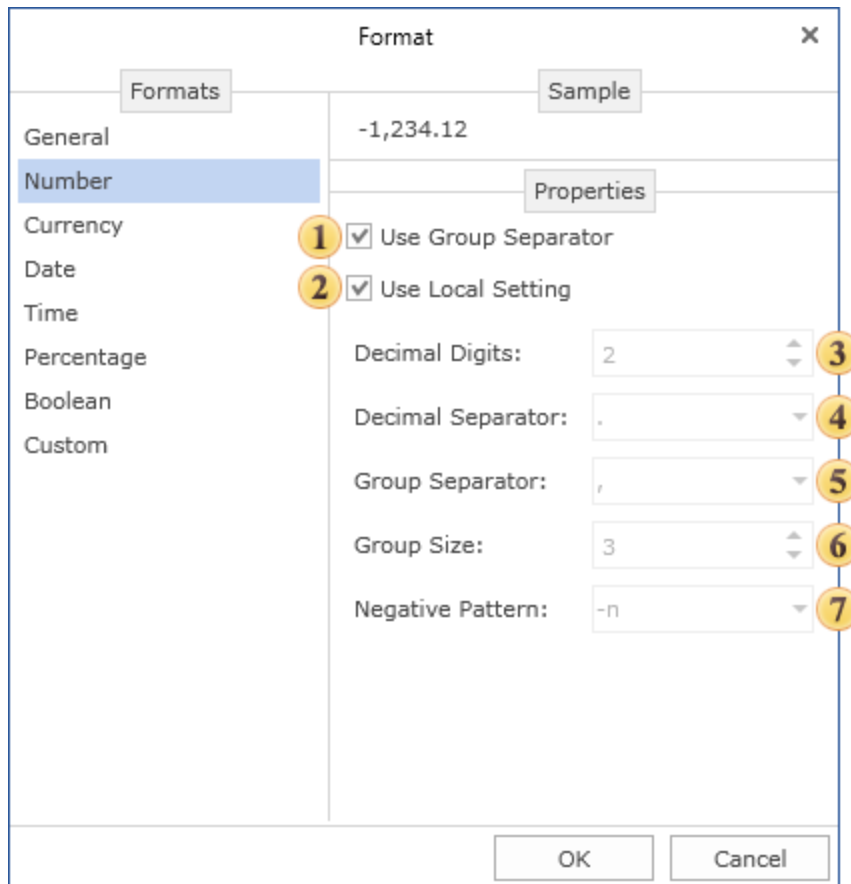 Format
Formats
General
Number
Currency
Date
Time
Percentage
Boolean
Custom
Sample
-1,234.12
Properties
1 Use Group Separator
2 Use Local Setting
Decimal Digits: 2 3
Decimal Separator: . 4
Group Separator: , 5
Group Size: 3 6
Negative Pattern: -n 7
OK Cancel